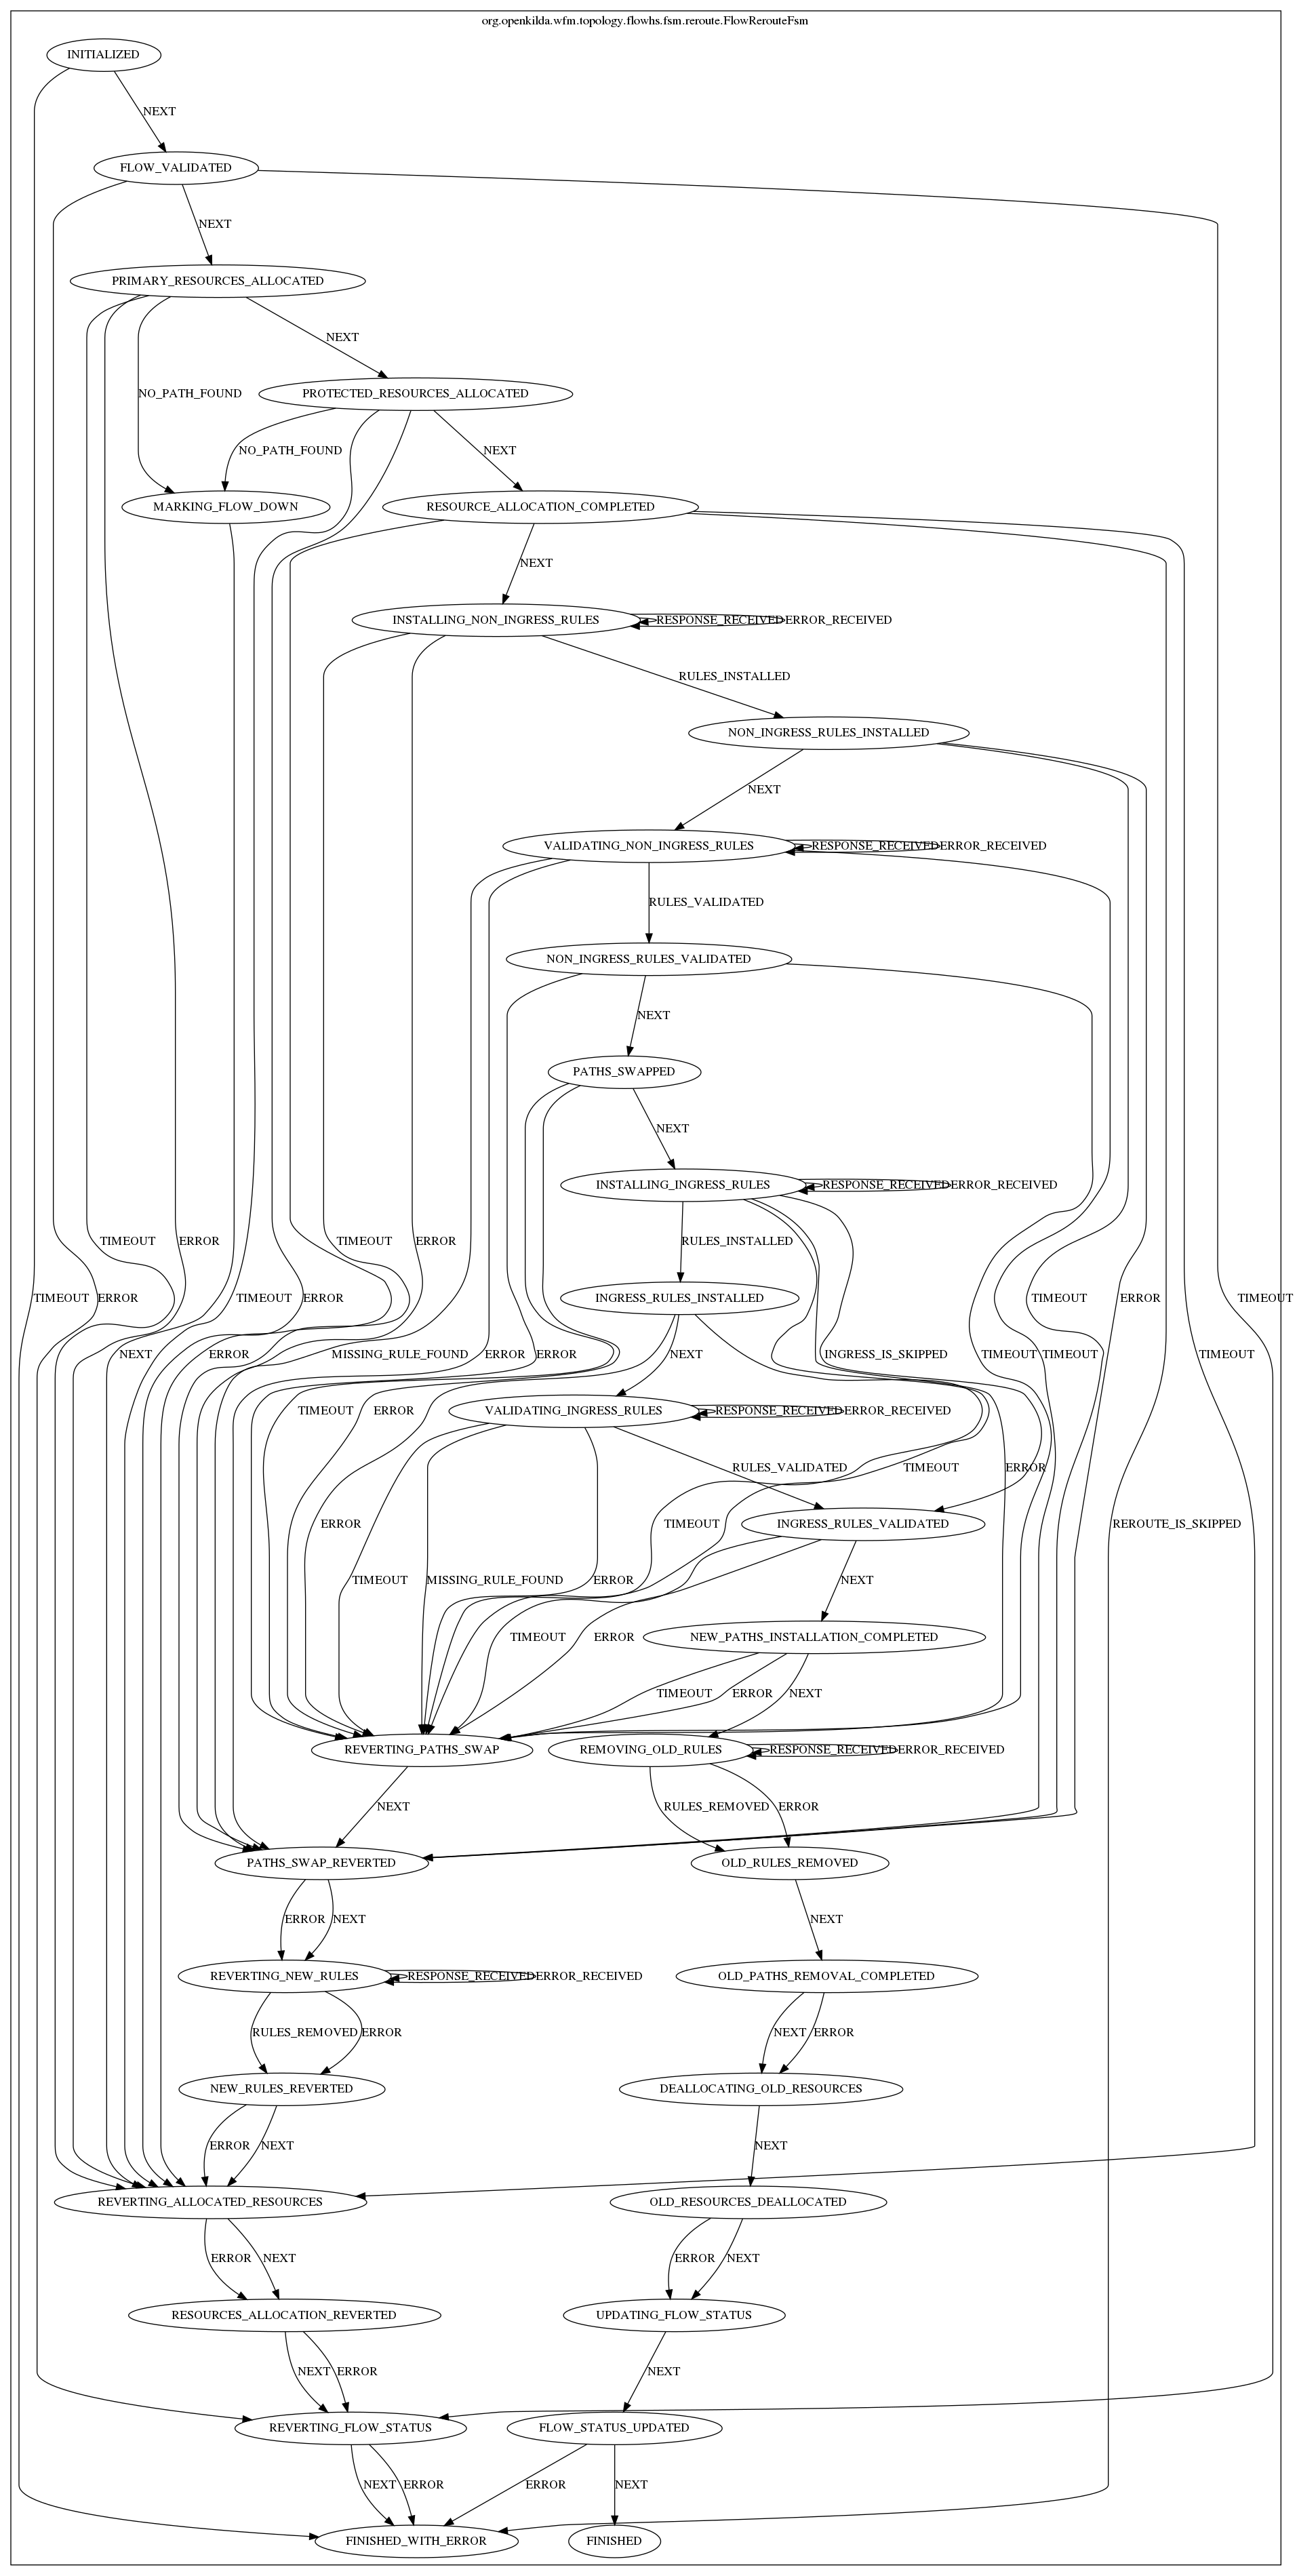 org.openkilda.wfm.topology.flowhs.fsm.reroute.FlowRerouteFsm
INITIALIZED
NEXT
FLOW_VALIDATED
NEXT
PRIMARY_RESOURCES_ALLOCATED
NEXT
NO_PATH_FOUND
PROTECTED_RESOURCES_ALLOCATED
NO_PATH_FOUND
NEXT
MARKING_FLOW_DOWN
RESOURCE_ALLOCATION_COMPLETED
NEXT
INSTALLING_NON_INGRESS_RULES
RESPONSE_RECEIVED
ERROR_RECEIVED
RULES_INSTALLED
NON_INGRESS_RULES_INSTALLED
NEXT
VALIDATING_NON_INGRESS_RULES
RESPONSE_RECEIVED
ERROR_RECEIVED
RULES_VALIDATED
NON_INGRESS_RULES_VALIDATED
NEXT
PATHS_SWAPPED
NEXT
INSTALLING_INGRESS_RULES
RESPONSE_RECEIVED
ERROR_RECEIVED
TIMEOUT
ERROR
TIMEOUT
ERROR
RULES_INSTALLED
TIMEOUT
ERROR
TIMEOUT
ERROR
TIMEOUT
ERROR
INGRESS_RULES_INSTALLED
TIMEOUT
ERROR
TIMEOUT
NEXT
ERROR
MISSING_RULE_FOUND
ERROR
ERROR
NEXT
INGRESS_IS_SKIPPED
TIMEOUT
TIMEOUT
TIMEOUT
TIMEOUT
ERROR
VALIDATING_INGRESS_RULES
RESPONSE_RECEIVED
ERROR_RECEIVED
RULES_VALIDATED
TIMEOUT
ERROR
ERROR
TIMEOUT
INGRESS_RULES_VALIDATED
REROUTE_IS_SKIPPED
TIMEOUT
MISSING_RULE_FOUND
ERROR
NEXT
TIMEOUT
ERROR
NEW_PATHS_INSTALLATION_COMPLETED
TIMEOUT
ERROR
NEXT
REVERTING_PATHS_SWAP
REMOVING_OLD_RULES
RESPONSE_RECEIVED
ERROR_RECEIVED
NEXT
RULES_REMOVED
ERROR
PATHS_SWAP_REVERTED
OLD_RULES_REMOVED
ERROR
NEXT
NEXT
REVERTING_NEW_RULES
RESPONSE_RECEIVED
ERROR_RECEIVED
OLD_PATHS_REMOVAL_COMPLETED
RULES_REMOVED
ERROR
NEXT
ERROR
NEW_RULES_REVERTED
DEALLOCATING_OLD_RESOURCES
ERROR
NEXT
NEXT
REVERTING_ALLOCATED_RESOURCES
OLD_RESOURCES_DEALLOCATED
ERROR
NEXT
ERROR
NEXT
RESOURCES_ALLOCATION_REVERTED
UPDATING_FLOW_STATUS
NEXT
ERROR
NEXT
REVERTING_FLOW_STATUS
FLOW_STATUS_UPDATED
NEXT
ERROR
ERROR
NEXT
FINISHED_WITH_ERROR
FINISHED